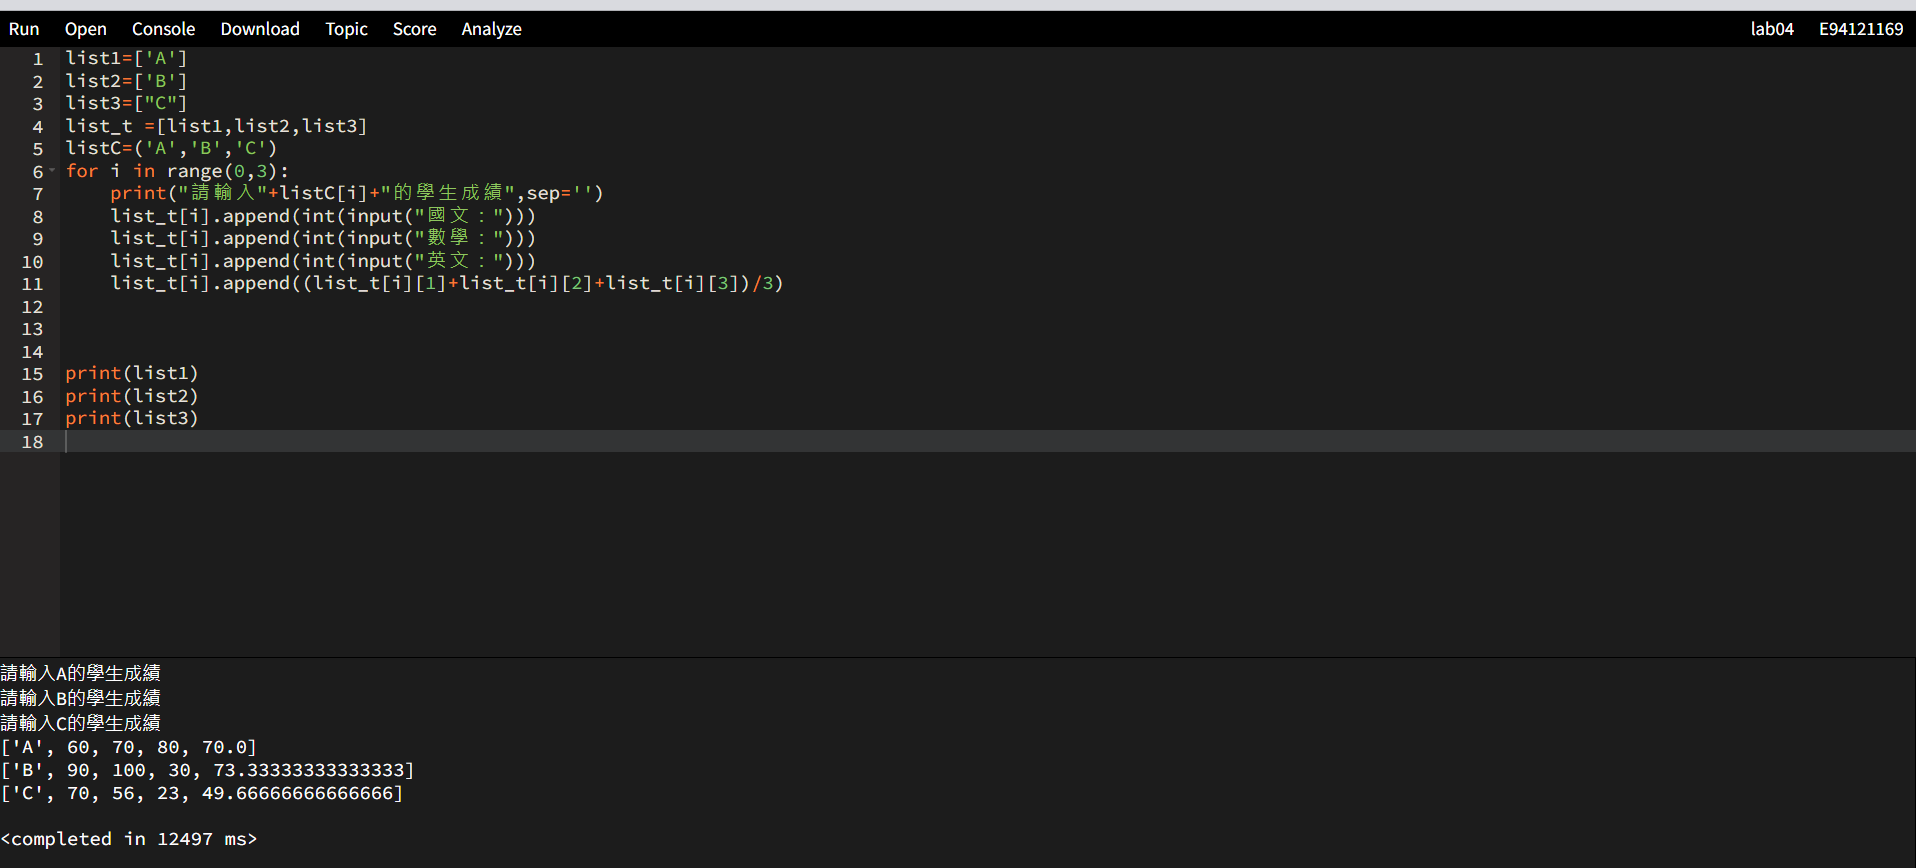 Run Open Console Download Topic Score Analyze lab04 E94121169
1 list1=['A']
2 list2=['B']
3 list3=["C"]
4 list_t =[list1,list2,list3]
5 listC=('A','B','C')
6 for i in range(0,3):
7     print("請輸入"+listC[i]+"的學生成績",sep='')
8     list_t[i].append(int(input("國文：")))
9     list_t[i].append(int(input("數學：")))
10     list_t[i].append(int(input("英文：")))
11     list_t[i].append((list_t[i][1]+list_t[i][2]+list_t[i][3])/3)
12
13
14
15 print(list1)
16 print(list2)
17 print(list3)
18
請輸入A的學生成績
請輸入B的學生成績
請輸入C的學生成績
['A', 60, 70, 80, 70.0]
['B', 90, 100, 30, 73.33333333333333]
['C', 70, 56, 23, 49.666666666666666]
<completed in 12497 ms>